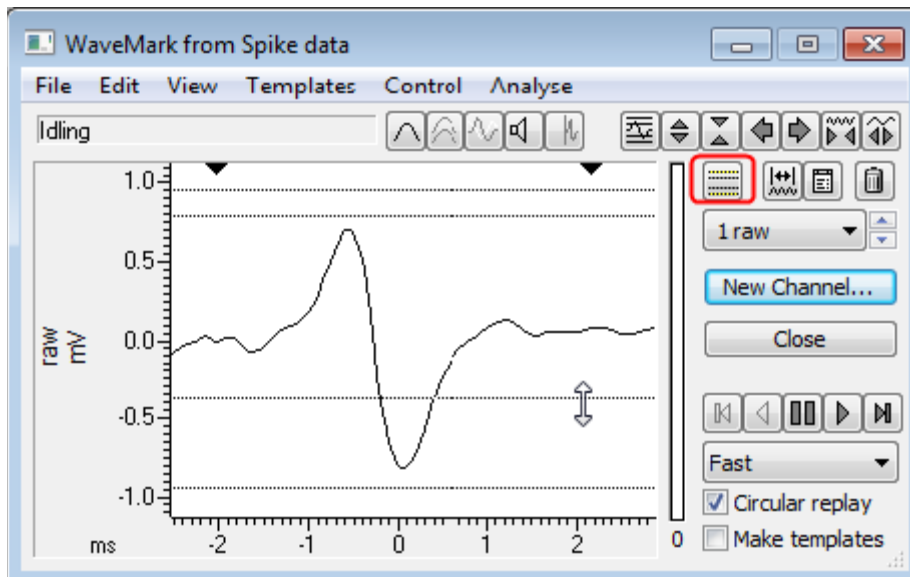 WaveMark from Spike data
File Edit View Templates Control Analyse
Idling
1.0
0.5
0.0
-0.5
-1.0
raw
mV
ms -2 -1 0 1 2 0
1 raw
New Channel...
Close
Fast
Circular replay
Make templates